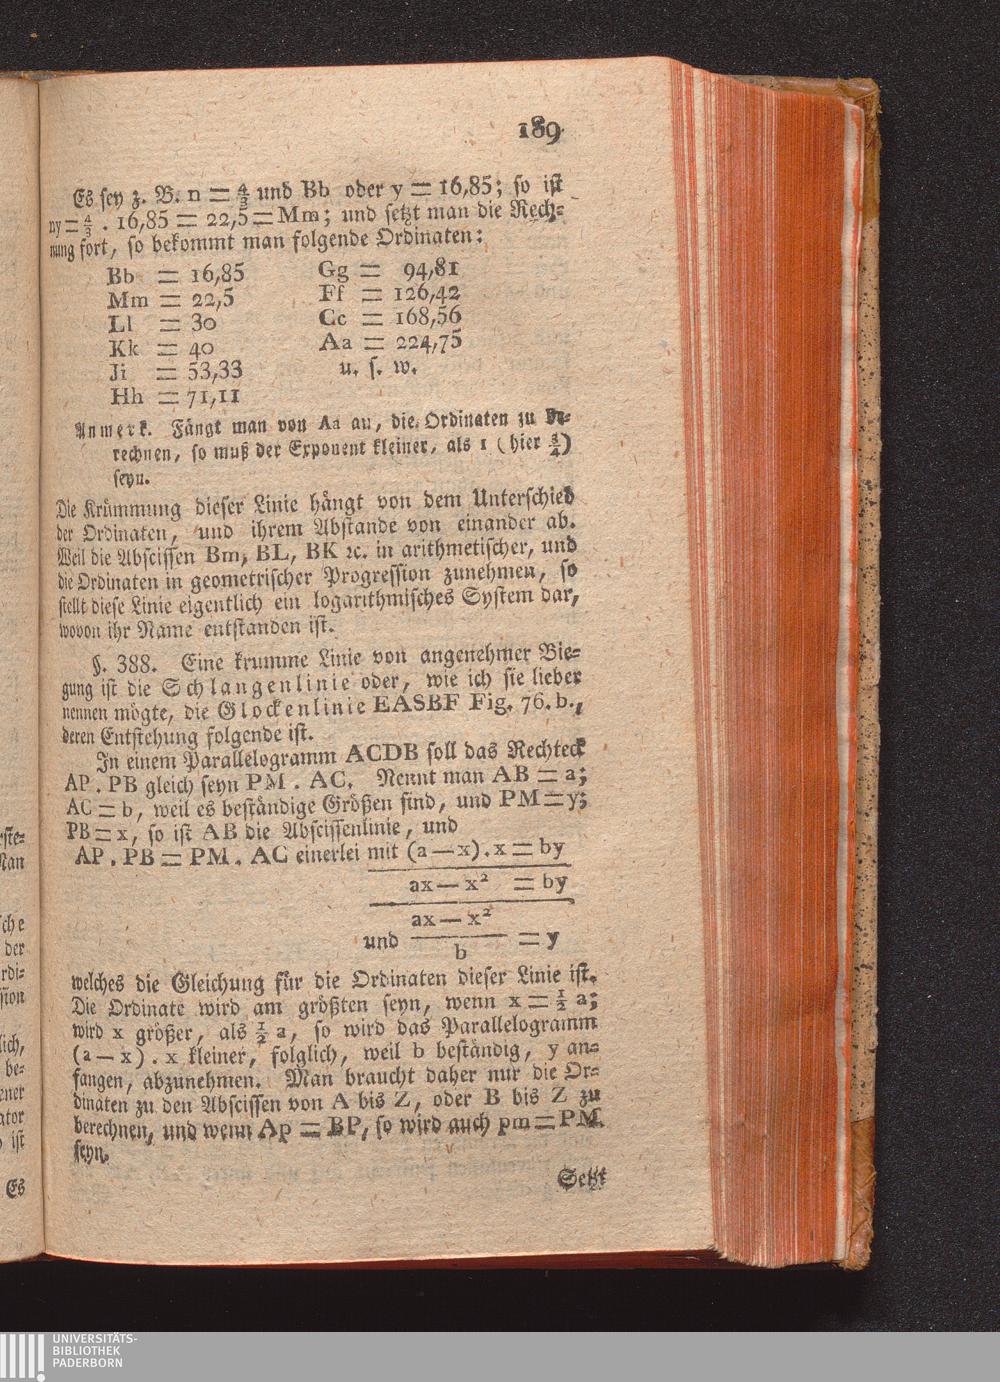 189
Es sey z. B. n = 4/3 und Bb oder y = 16,85; so ist
ny = 4/3 . 16,85 = 22,5 = Mm; und setzt man die Rech-
nung fort, so bekommt man folgende Ordinaten:
Bb = 16,85 Gg = 94,81
Mm = 22,5 Ff = 126,42
Ll = 30 Cc = 168,56
Kk = 40 Aa = 224,75
Ji = 53,33 u. s. w.
Hh = 71,11
Anmerk. Fängt man von Aa an, die Ordinaten zu be-
rechnen, so muß der Exponent kleiner, als 1 (hier 3/4)
seyn.
Die Krümmung dieser Linie hängt von dem Unterschied
der Ordinaten, und ihrem Abstande von einander ab.
Weil die Abscissen Bm, BL, BK ꝛc. in arithmetischer, und
die Ordinaten in geometrischer Progression zunehmen, so
stellt diese Linie eigentlich ein logarithmisches System dar,
wovon ihr Name entstanden ist.
§. 388. Eine krumme Linie von angenehmer Bie-
gung ist die Schlangenlinie oder, wie ich sie lieber
nennen mögte, die Glockenlinie EASBF Fig. 76. b.,
deren Entstehung folgende ist.
In einem Parallelogramm ACDB soll das Rechteck
AP . PB gleich seyn PM . AC. Nennt man AB = a;
AC = b, weil es beständige Größen sind, und PM = y;
PB = x, so ist AB die Abscissenlinie, und
AP . PB = PM . AC einerlei mit (a — x) . x = by
ax — x² = by
ax — x²
und ─── = y
b
welches die Gleichung für die Ordinaten dieser Linie ist.
Die Ordinate wird am größten seyn, wenn x = 1/2 a;
wird x größer, als 1/2 a, so wird das Parallelogramm
(a — x) . x kleiner, folglich, weil b beständig, y an-
fangen, abzunehmen. Man braucht daher nur die Or-
dinaten zu den Abscissen von A bis Z, oder B bis Z zu
berechnen, und wenn Ap = BP, so wird auch pm = PM
seyn.
Setzt
che
der
rdi-
lich,
be-
ener
ator
ist
Es
UNIVERSITÄTS-
BIBLIOTHEK
PADERBORN